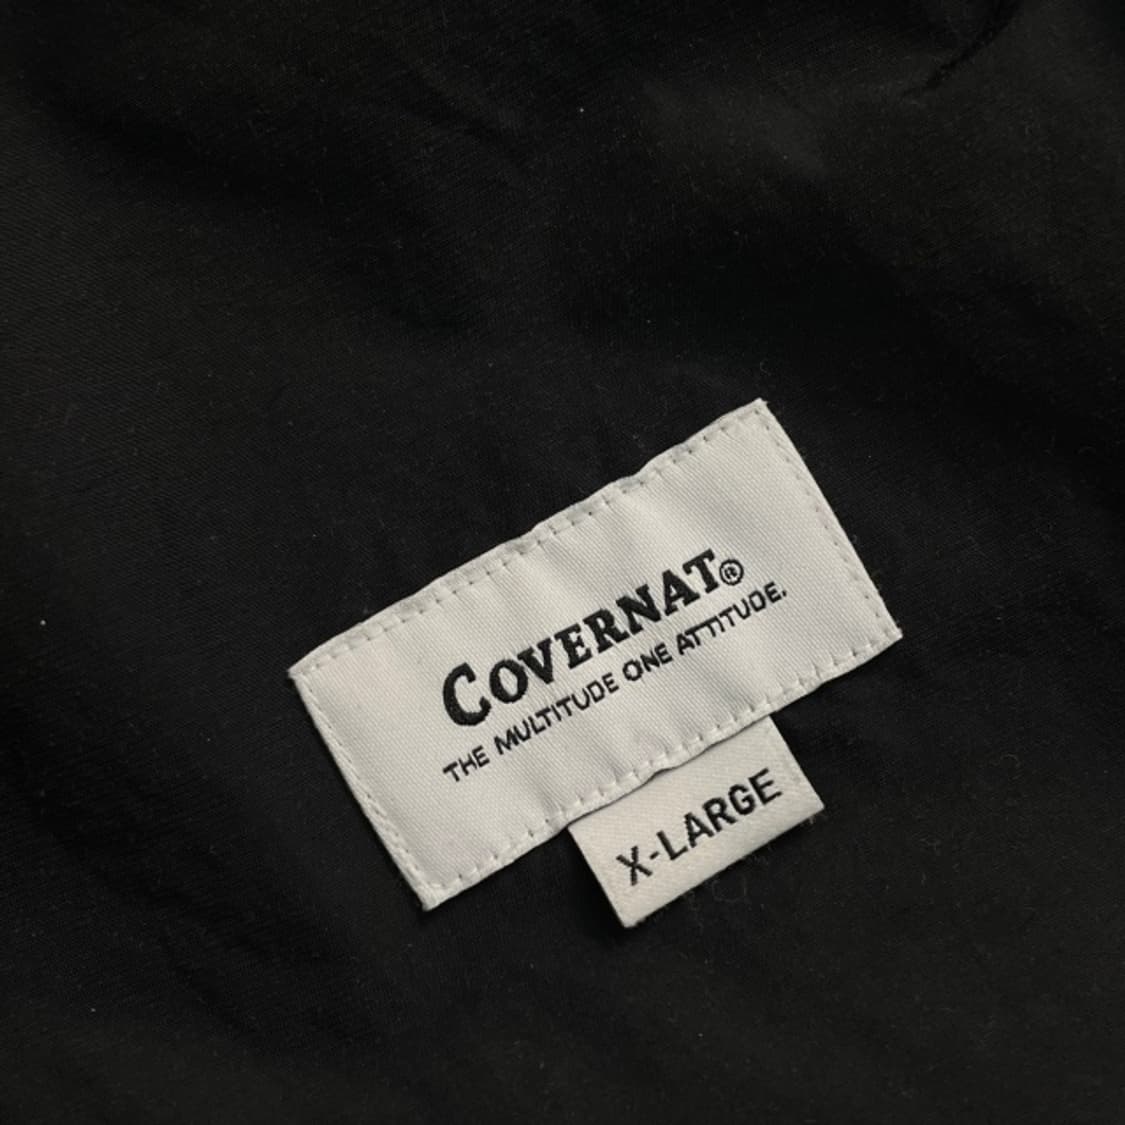 COVERNAT®
THE MULTITUDE ONE ATTITUDE.
X-LARGE